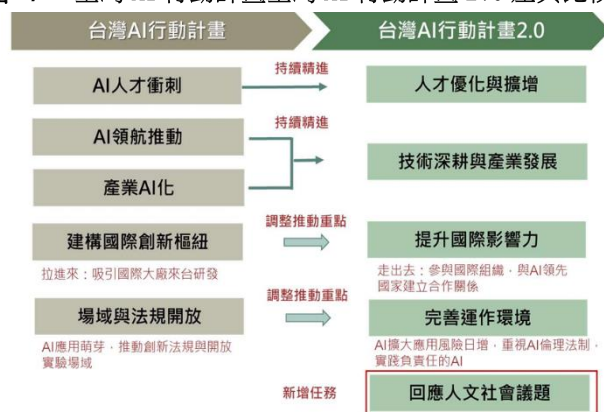 台灣AI行動計畫
台灣AI行動計畫2.0
AI人才衝刺
持續精進
人才優化與擴增
AI領航推動
持續精進
產業AI化
技術深耕與產業發展
建構國際創新樞紐
調整推動重點
提升國際影響力
拉進來：吸引國際大廠來台研發
走出去：參與國際組織，與AI領先
國家建立合作關係
場域與法規開放
調整推動重點
完善運作環境
AI應用萌芽，推動創新法規與開放
實驗場域
AI擴大應用風險日增，重視AI倫理法制，
實踐負責任的AI
新增任務
回應人文社會議題